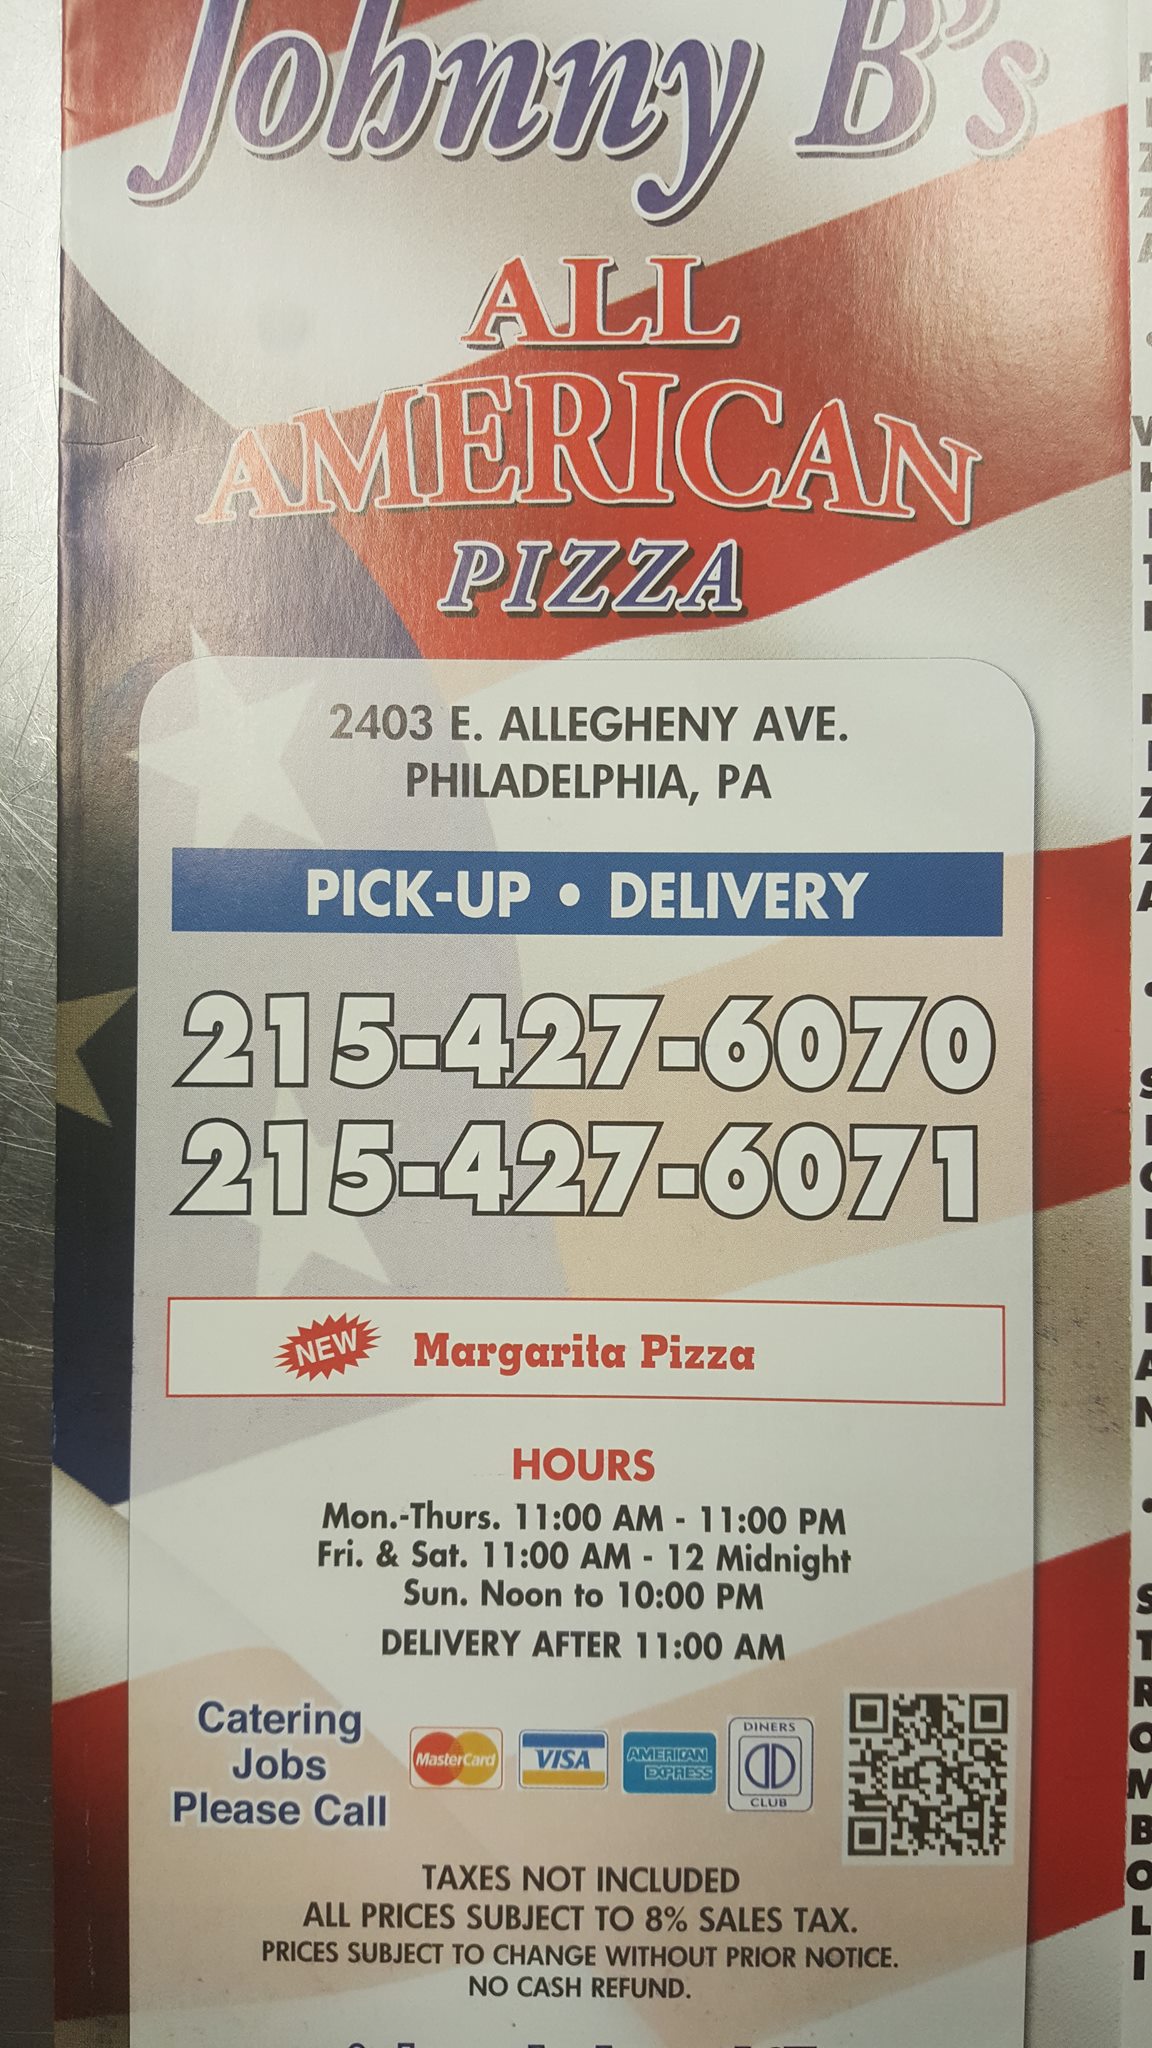 Johnny B's
ALL
AMERICAN
PIZZA
2403 E. ALLEGHENY AVE.
PHILADELPHIA, PA
PICK-UP • DELIVERY
215-427-6070
215-427-6071
NEW Margarita Pizza
HOURS
Mon.-Thurs. 11:00 AM - 11:00 PM
Fri. & Sat. 11:00 AM - 12 Midnight
Sun. Noon to 10:00 PM
DELIVERY AFTER 11:00 AM
Catering
Jobs
Please Call
MasterCard
VISA
AMERICAN
EXPRESS
DINERS
CLUB
TAXES NOT INCLUDED
ALL PRICES SUBJECT TO 8% SALES TAX.
PRICES SUBJECT TO CHANGE WITHOUT PRIOR NOTICE.
NO CASH REFUND.